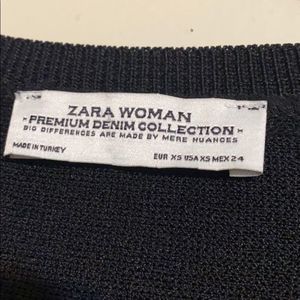 ZARA WOMAN
-PREMIUM DENIM COLLECTION-
BIG DIFFERENCES ARE MADE BY MERE NUANCES
MADE IN TURKEY
EUR XS USA XS MEX 24